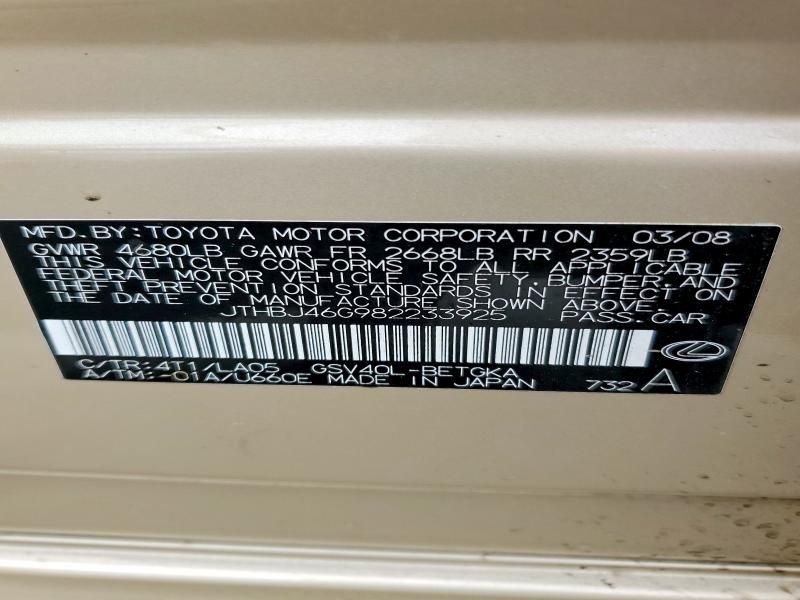 MFD. BY: TOYOTA MOTOR CORPORATION 03/08
GVWR 4680LB GAWR FR 2668LB RR 2359LB
THIS VEHICLE CONFORMS TO ALL APPLICABLE
FEDERAL MOTOR VEHICLE SAFETY, BUMPER, AND
THEFT PREVENTION STANDARDS IN EFFECT ON
THE DATE OF MANUFACTURE SHOWN ABOVE.
JTHBJ46G982233925 PASS. CAR
C/TR: 4T1/LA05 GSV40L-BETGKA
A/TM: -01A/U660E MADE IN JAPAN 732 A